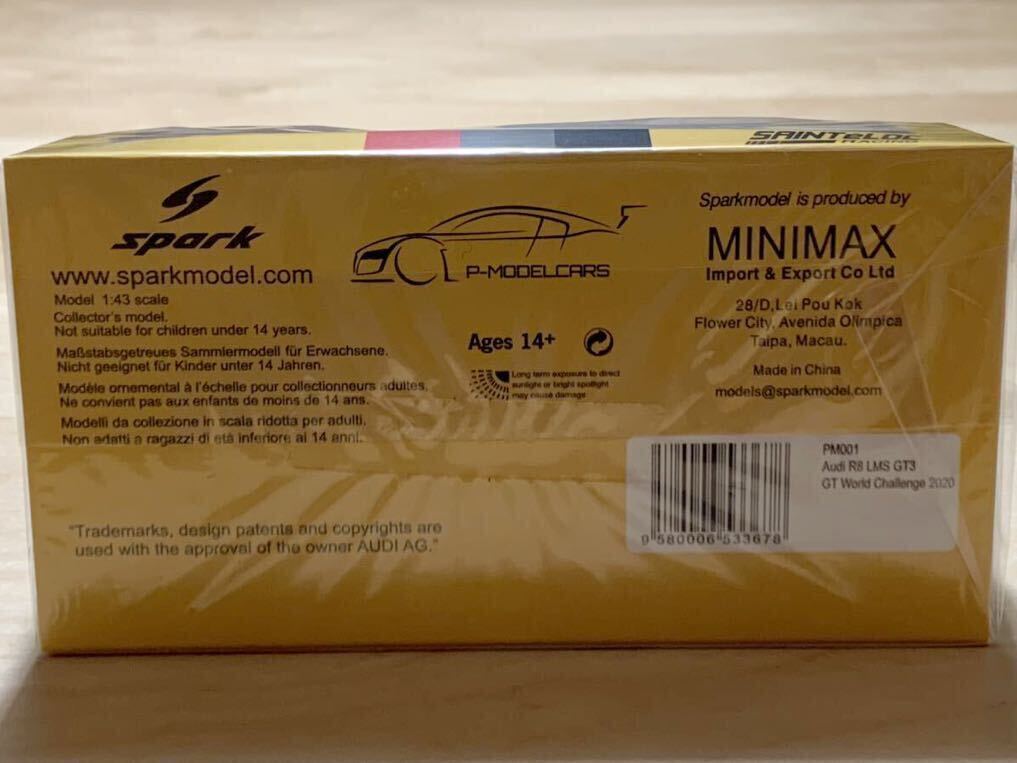 SAINTéLOC
RACING
spark
www.sparkmodel.com
Model 1:43 scale
Collector's model.
Not suitable for children under 14 years.
Maßstabsgetreues Sammlermodell für Erwachsene.
Nicht geeignet für Kinder unter 14 Jahren.
Modèle ornemental à l'échelle pour collectionneurs adultes.
Ne convient pas aux enfants de moins de 14 ans.
Modelli da collezione in scala ridotta per adulti.
Non adatti a ragazzi di età inferiore ai 14 anni.
"Trademarks, design patents and copyrights are
used with the approval of the owner AUDI AG."
P-MODELCARS
Ages 14+
Long term exposure to direct
sunlight or bright spotlight
may cause damage
Sparkmodel is produced by
MINIMAX
Import & Export Co Ltd
28/D, Lei Pou Kok
Flower City, Avenida Olímpica
Taipa, Macau.
Made in China
models@sparkmodel.com
PM001
Audi R8 LMS GT3
GT World Challenge 2020
9 580006 533678